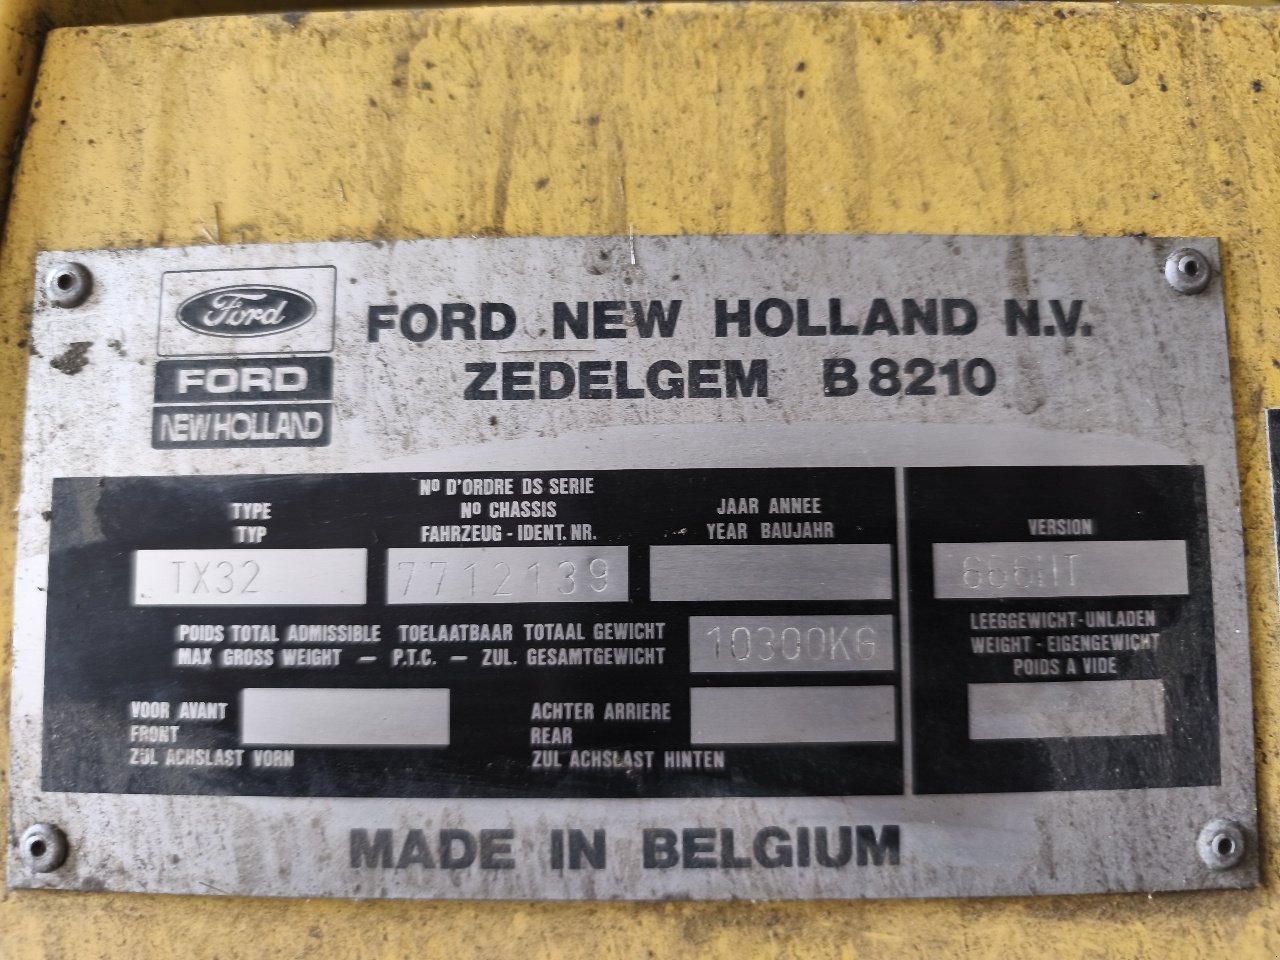 Ford
FORD
NEW HOLLAND
FORD NEW HOLLAND N.V.
ZEDELGEM B 8210
TYPE
TYP
Nº D'ORDRE DS SERIE
Nº CHASSIS
FAHRZEUG - IDENT. NR.
JAAR ANNEE
YEAR BAUJAHR
VERSION
TX32
7712139
POIDS TOTAL ADMISSIBLE TOELAATBAAR TOTAAL GEWICHT
MAX GROSS WEIGHT - P.T.C. - ZUL. GESAMTGEWICHT
10300KG
LEEGGEWICHT-UNLADEN
WEIGHT - EIGENGEWICHT
POIDS A VIDE
VOOR AVANT
FRONT
ZUL ACHSLAST VORN
ACHTER ARRIERE
REAR
ZUL ACHSLAST HINTEN
MADE IN BELGIUM